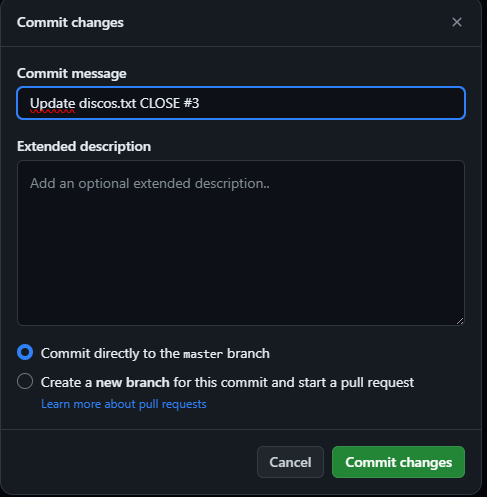 Commit changes
Commit message
Update discos.txt CLOSE #3
Extended description
Add an optional extended description..
Commit directly to the master branch
Create a new branch for this commit and start a pull request
Learn more about pull requests
Cancel
Commit changes